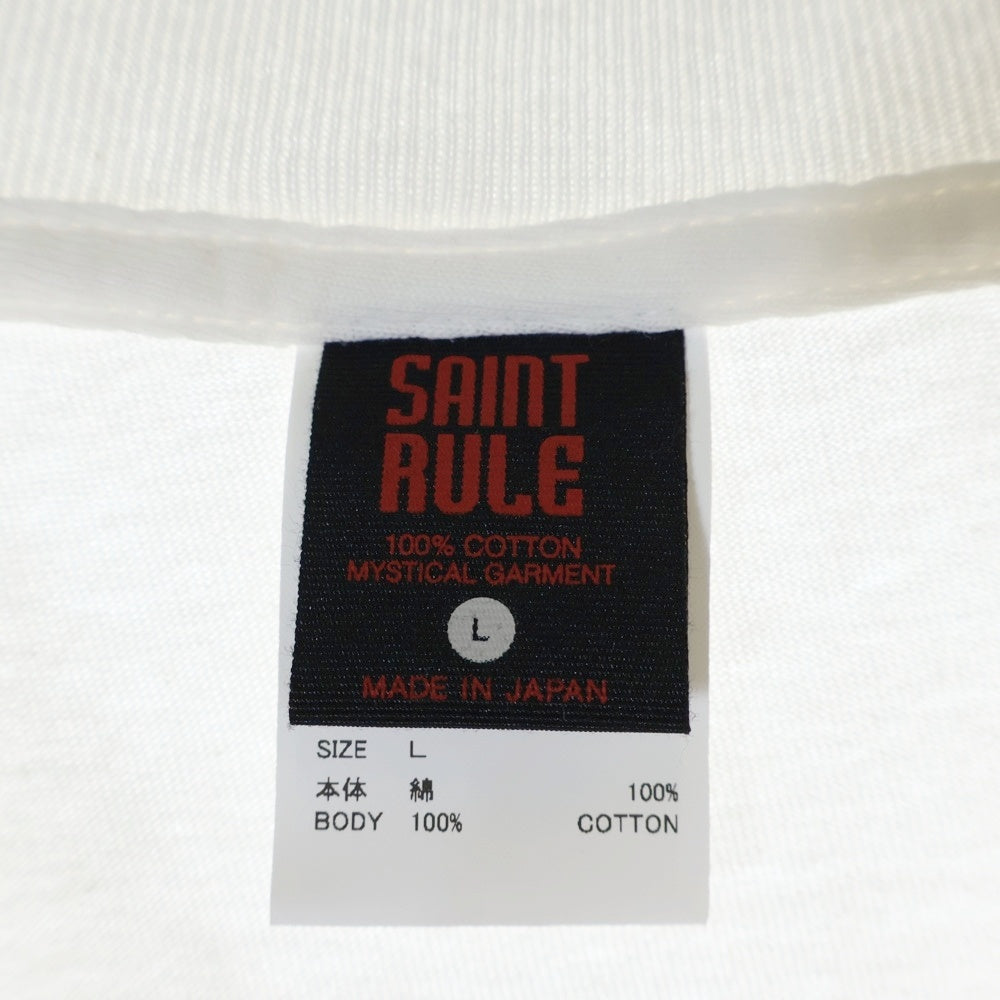 SAINT
RULE
100% COTTON
MYSTICAL GARMENT
L
MADE IN JAPAN
SIZE L
本体 綿 100%
BODY 100% COTTON